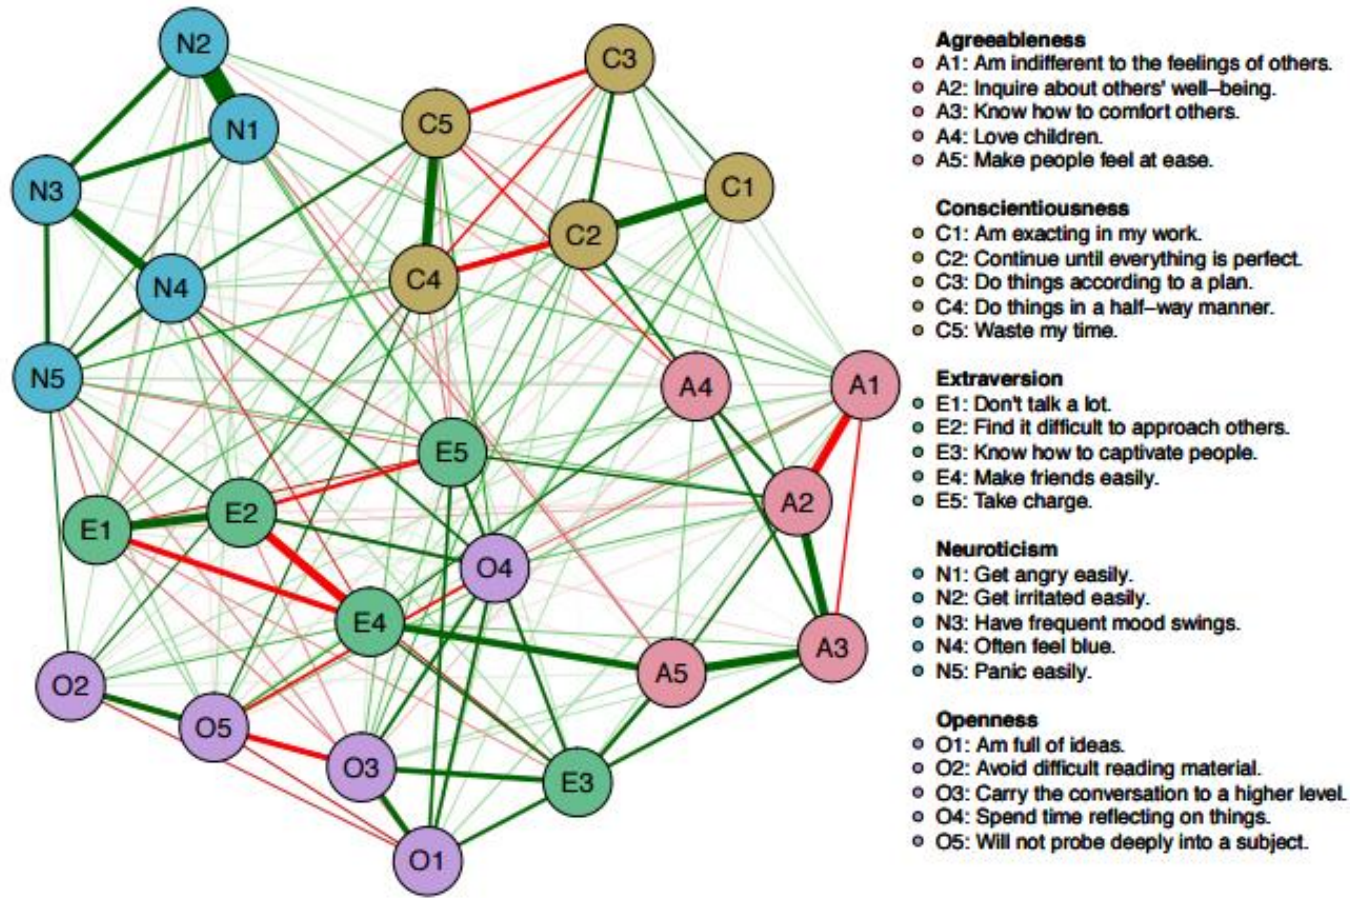 N2
C3
C5
N1
C1
N3
C2
C4
N4
N5
A4
A1
E5
A2
E2
E1
O4
E4
A3
A5
O2
O5
O3
E3
O1
Agreeableness
A1: Am indifferent to the feelings of others.
A2: Inquire about others' well–being.
A3: Know how to comfort others.
A4: Love children.
A5: Make people feel at ease.
Conscientiousness
C1: Am exacting in my work.
C2: Continue until everything is perfect.
C3: Do things according to a plan.
C4: Do things in a half–way manner.
C5: Waste my time.
Extraversion
E1: Don't talk a lot.
E2: Find it difficult to approach others.
E3: Know how to captivate people.
E4: Make friends easily.
E5: Take charge.
Neuroticism
N1: Get angry easily.
N2: Get irritated easily.
N3: Have frequent mood swings.
N4: Often feel blue.
N5: Panic easily.
Openness
O1: Am full of ideas.
O2: Avoid difficult reading material.
O3: Carry the conversation to a higher level.
O4: Spend time reflecting on things.
O5: Will not probe deeply into a subject.